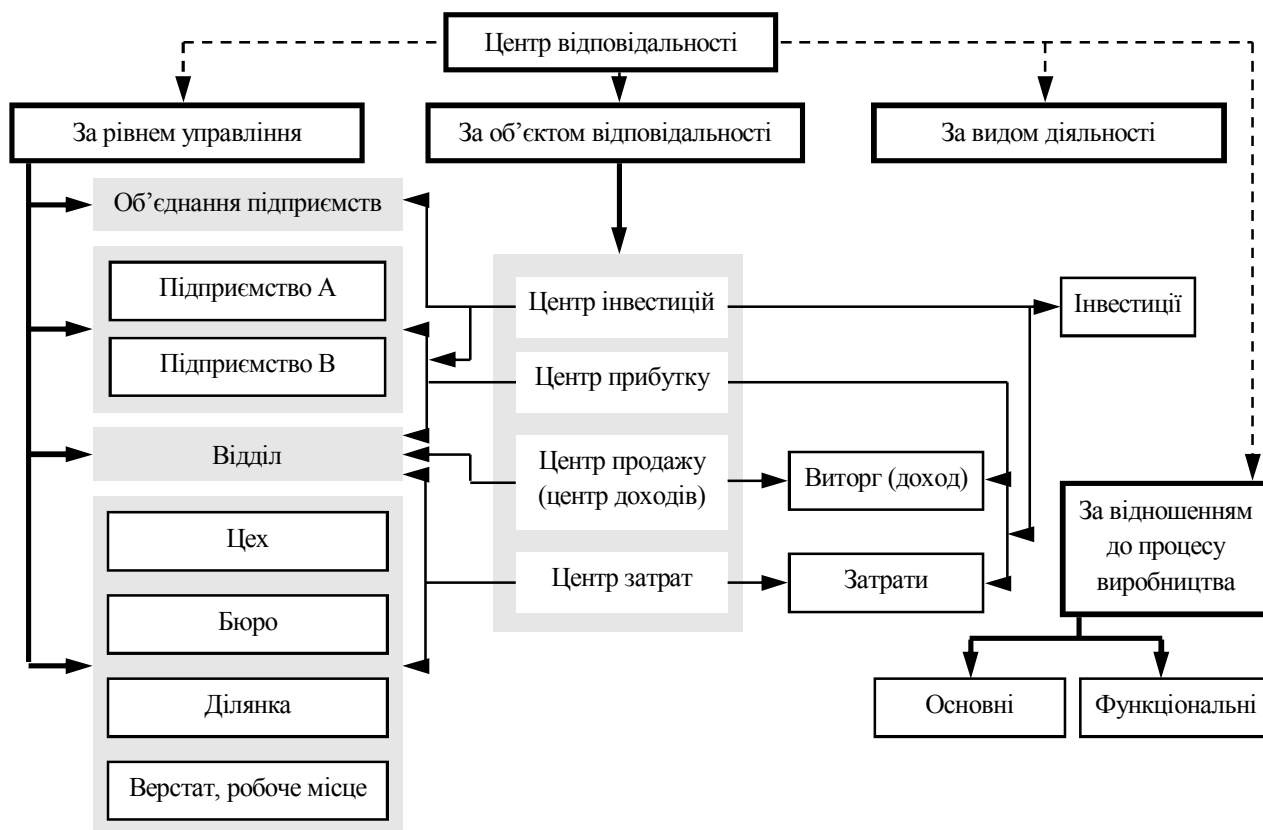 Центр відповідальності
За рівнем управління
За об’єктом відповідальності
За видом діяльності
Об’єднання підприємств
Підприємство А
Підприємство В
Відділ
Цех
Бюро
Ділянка
Верстат, робоче місце
Центр інвестицій
Центр прибутку
Центр продажу
(центр доходів)
Центр затрат
Інвестиції
Виторг (доход)
Затрати
За відношенням
до процесу
виробництва
Основні
Функціональні